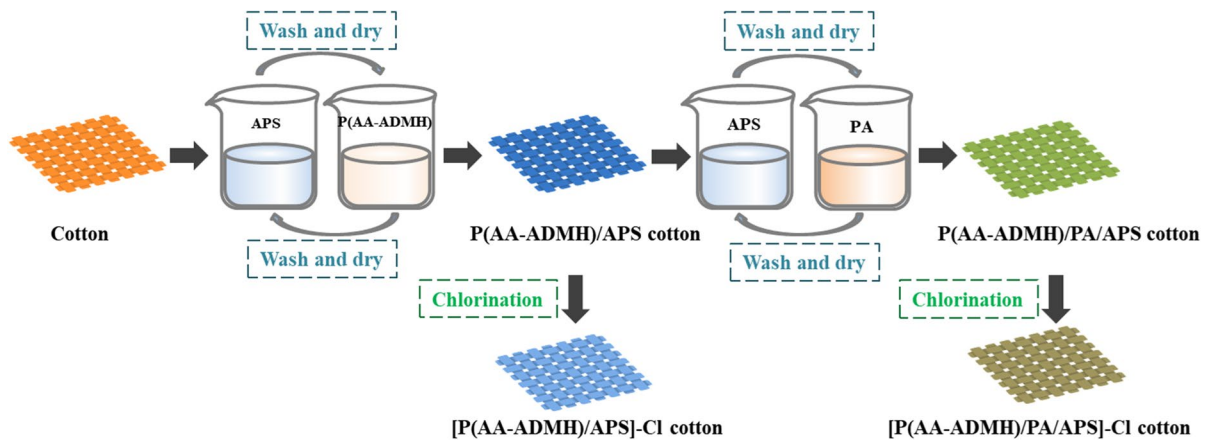 Wash and dry
Wash and dry
APS
P(AA-ADMH)
APS
PA
Cotton
Wash and dry
P(AA-ADMH)/APS cotton
Wash and dry
P(AA-ADMH)/PA/APS cotton
Chlorination
Chlorination
[P(AA-ADMH)/APS]-Cl cotton
[P(AA-ADMH)/PA/APS]-Cl cotton